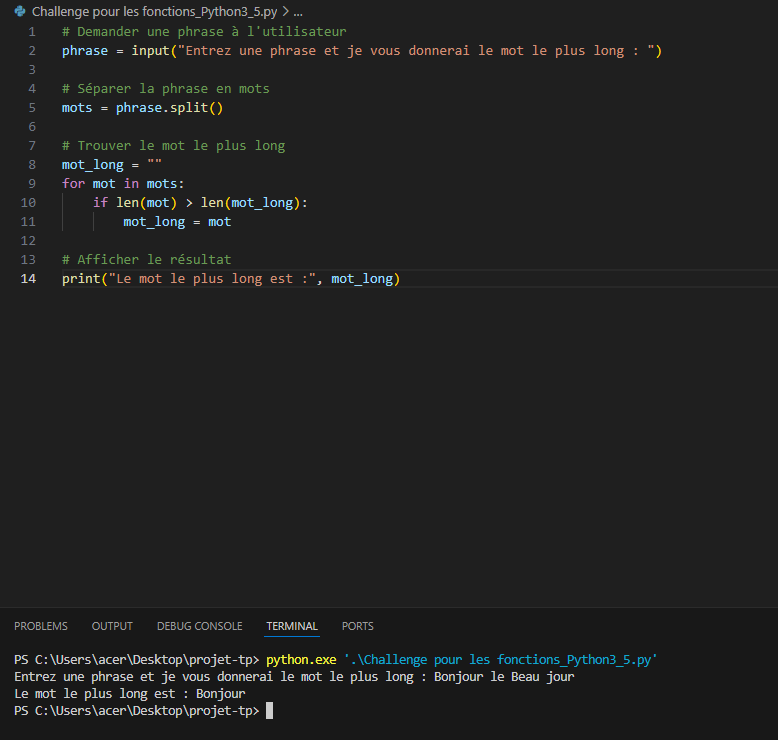 Challenge pour les fonctions_Python3_5.py > ...
1 # Demander une phrase à l'utilisateur
2 phrase = input("Entrez une phrase et je vous donnerai le mot le plus long : ")
3
4 # Séparer la phrase en mots
5 mots = phrase.split()
6
7 # Trouver le mot le plus long
8 mot_long = ""
9 for mot in mots:
10 if len(mot) > len(mot_long):
11 mot_long = mot
12
13 # Afficher le résultat
14 print("Le mot le plus long est :", mot_long)
PROBLEMS OUTPUT DEBUG CONSOLE TERMINAL PORTS
PS C:\Users\acer\Desktop\projet-tp> python.exe '.\Challenge pour les fonctions_Python3_5.py'
Entrez une phrase et je vous donnerai le mot le plus long : Bonjour le Beau jour
Le mot le plus long est : Bonjour
PS C:\Users\acer\Desktop\projet-tp>